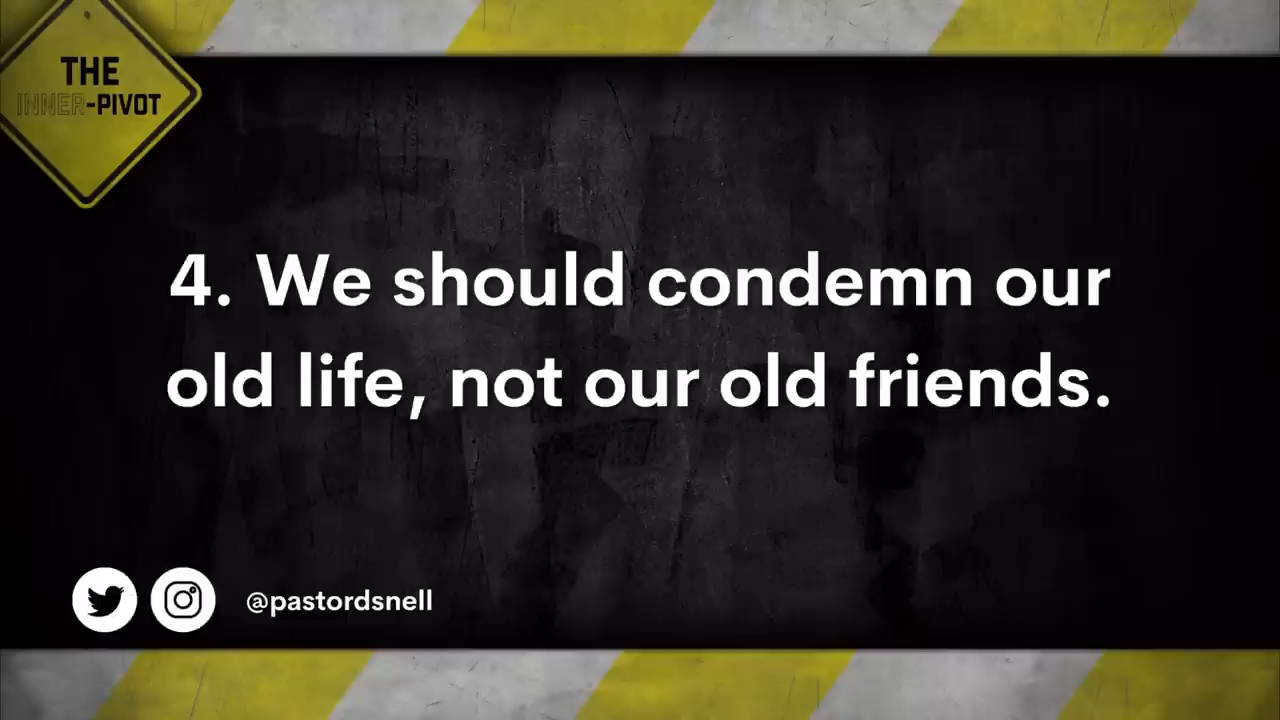 THE
INNER-PIVOT
4. We should condemn our
old life, not our old friends.
@pastordsnell